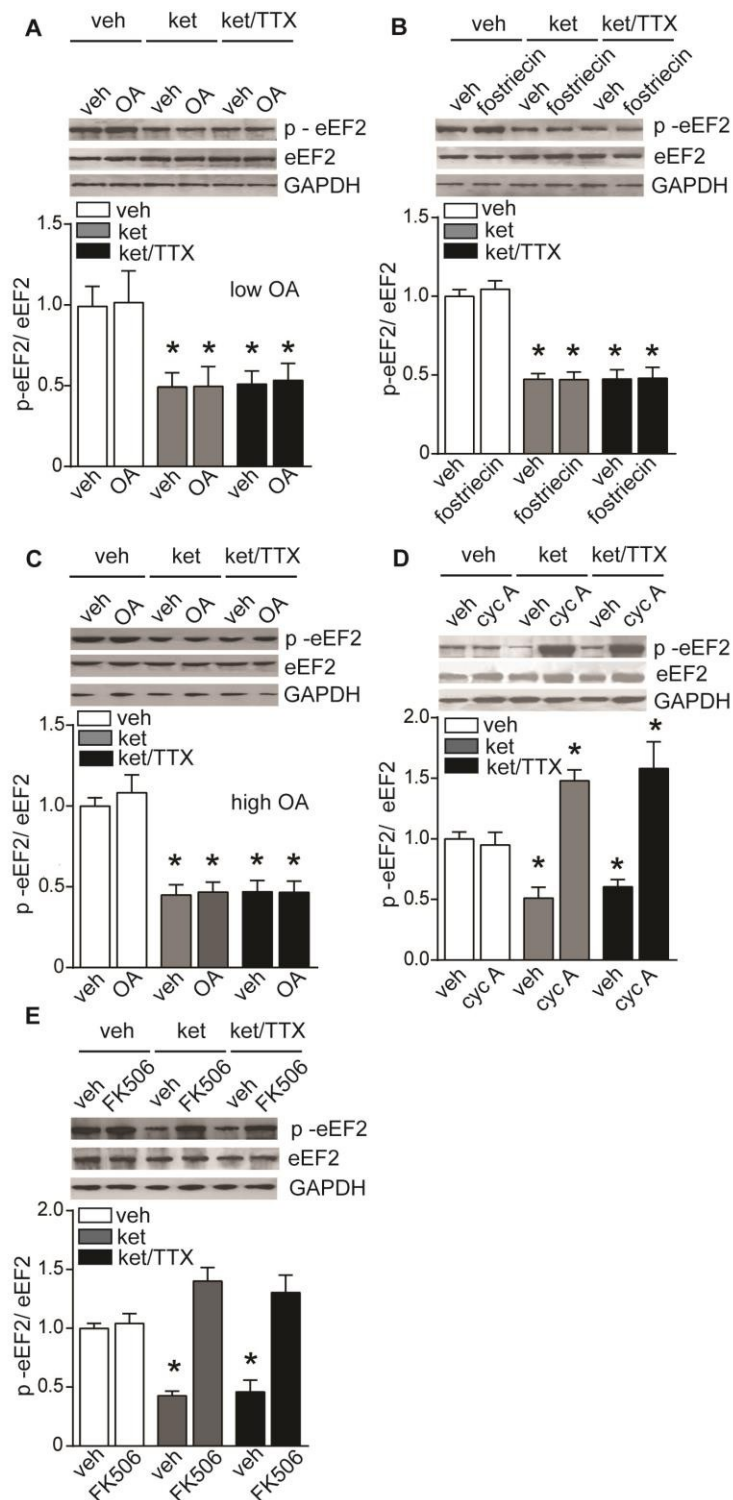 A
veh ket ket/TTX
veh OA veh OA veh OA
p - eEF2
eEF2
GAPDH
1.5
1.0
0.5
0
p-eEF2/ eEF2
veh
ket
ket/TTX
low OA
* * * *
veh OA veh OA veh OA
B
veh ket ket/TTX
veh fostriecin veh fostriecin veh fostriecin
p -eEF2
eEF2
GAPDH
1.5
1.0
0.5
0
p-eEF2/ eEF2
veh
ket
ket/TTX
* * * *
veh fostriecin veh fostriecin veh fostriecin
C
veh ket ket/TTX
veh OA veh OA veh OA
p -eEF2
eEF2
GAPDH
1.5
1.0
0.5
0
p -eEF2/ eEF2
veh
ket
ket/TTX
high OA
* * * *
veh OA veh OA veh OA
D
veh ket ket/TTX
veh cyc A veh cyc A veh cyc A
p -eEF2
eEF2
GAPDH
2.0
1.5
1.0
0.5
0.0
p -eEF2/ eEF2
veh
ket
ket/TTX
* * * *
veh cyc A veh cyc A veh cyc A
E
veh ket ket/TTX
veh FK506 veh FK506 veh FK506
p -eEF2
eEF2
GAPDH
2.0
1.5
1.0
0.5
0
p -eEF2/ eEF2
veh
ket
ket/TTX
* *
veh FK506 veh FK506 veh FK506